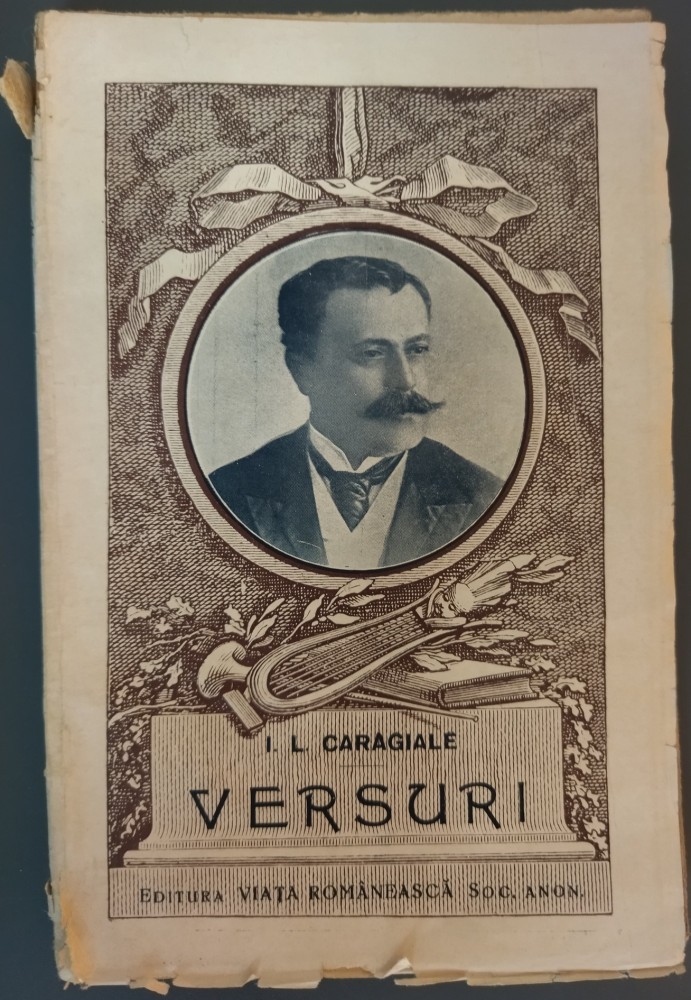 I. L. CARAGIALE
VERSURI
EDITURA VIAȚA ROMÂNEASCĂ SOC. ANON.